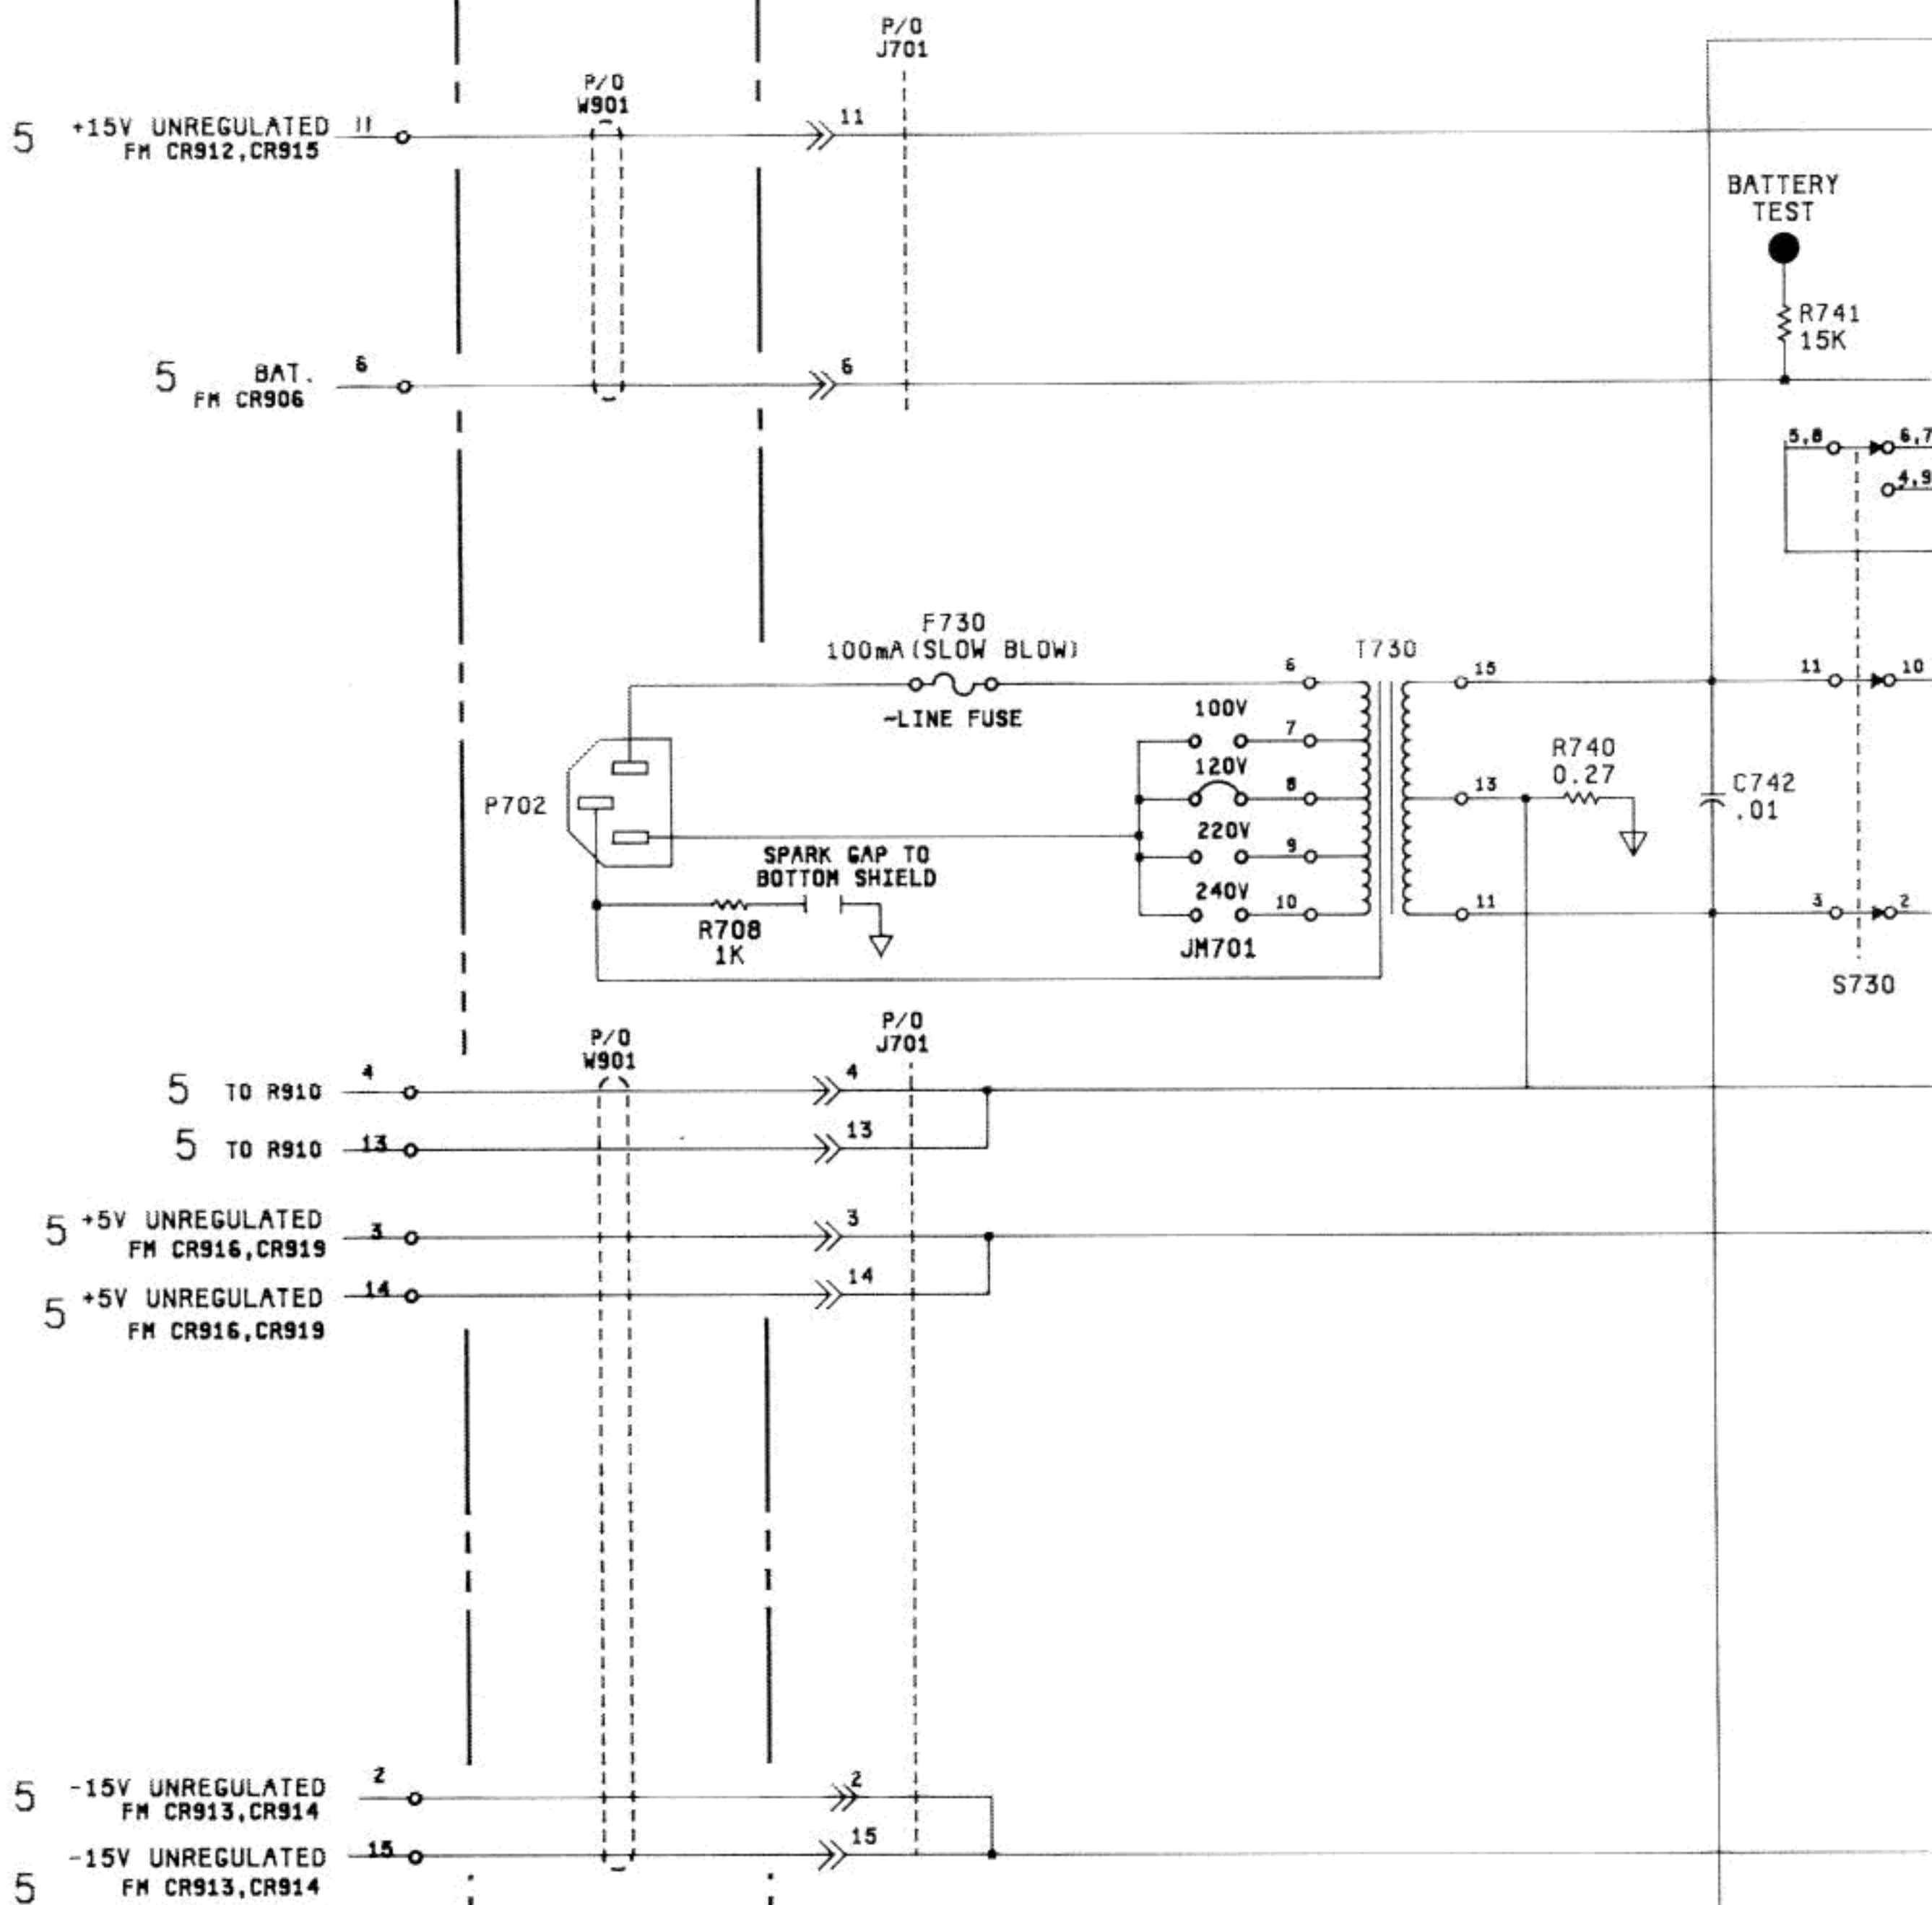 P/O
J701
P/O
W901
5 +15V UNREGULATED 11
FM CR912,CR915
11
BATTERY
TEST
R741
15K
5 BAT. 6
FM CR906
6
5,8 6,7
4,9
F730
100mA(SLOW BLOW)
~LINE FUSE
T730
6 15
11 10
100V
7
120V
8 13
220V
9
240V
10 11
JM701
R740
0.27
C742
.01
P702
SPARK GAP TO
BOTTOM SHIELD
R708
1K
3 2
S730
P/O
W901
P/O
J701
5 TO R910 4 4
5 TO R910 13 13
5 +5V UNREGULATED 3 3
FM CR916,CR919
5 +5V UNREGULATED 14 14
FM CR916,CR919
5 -15V UNREGULATED 2 2
FM CR913,CR914
-15V UNREGULATED 15 15
5 FM CR913,CR914